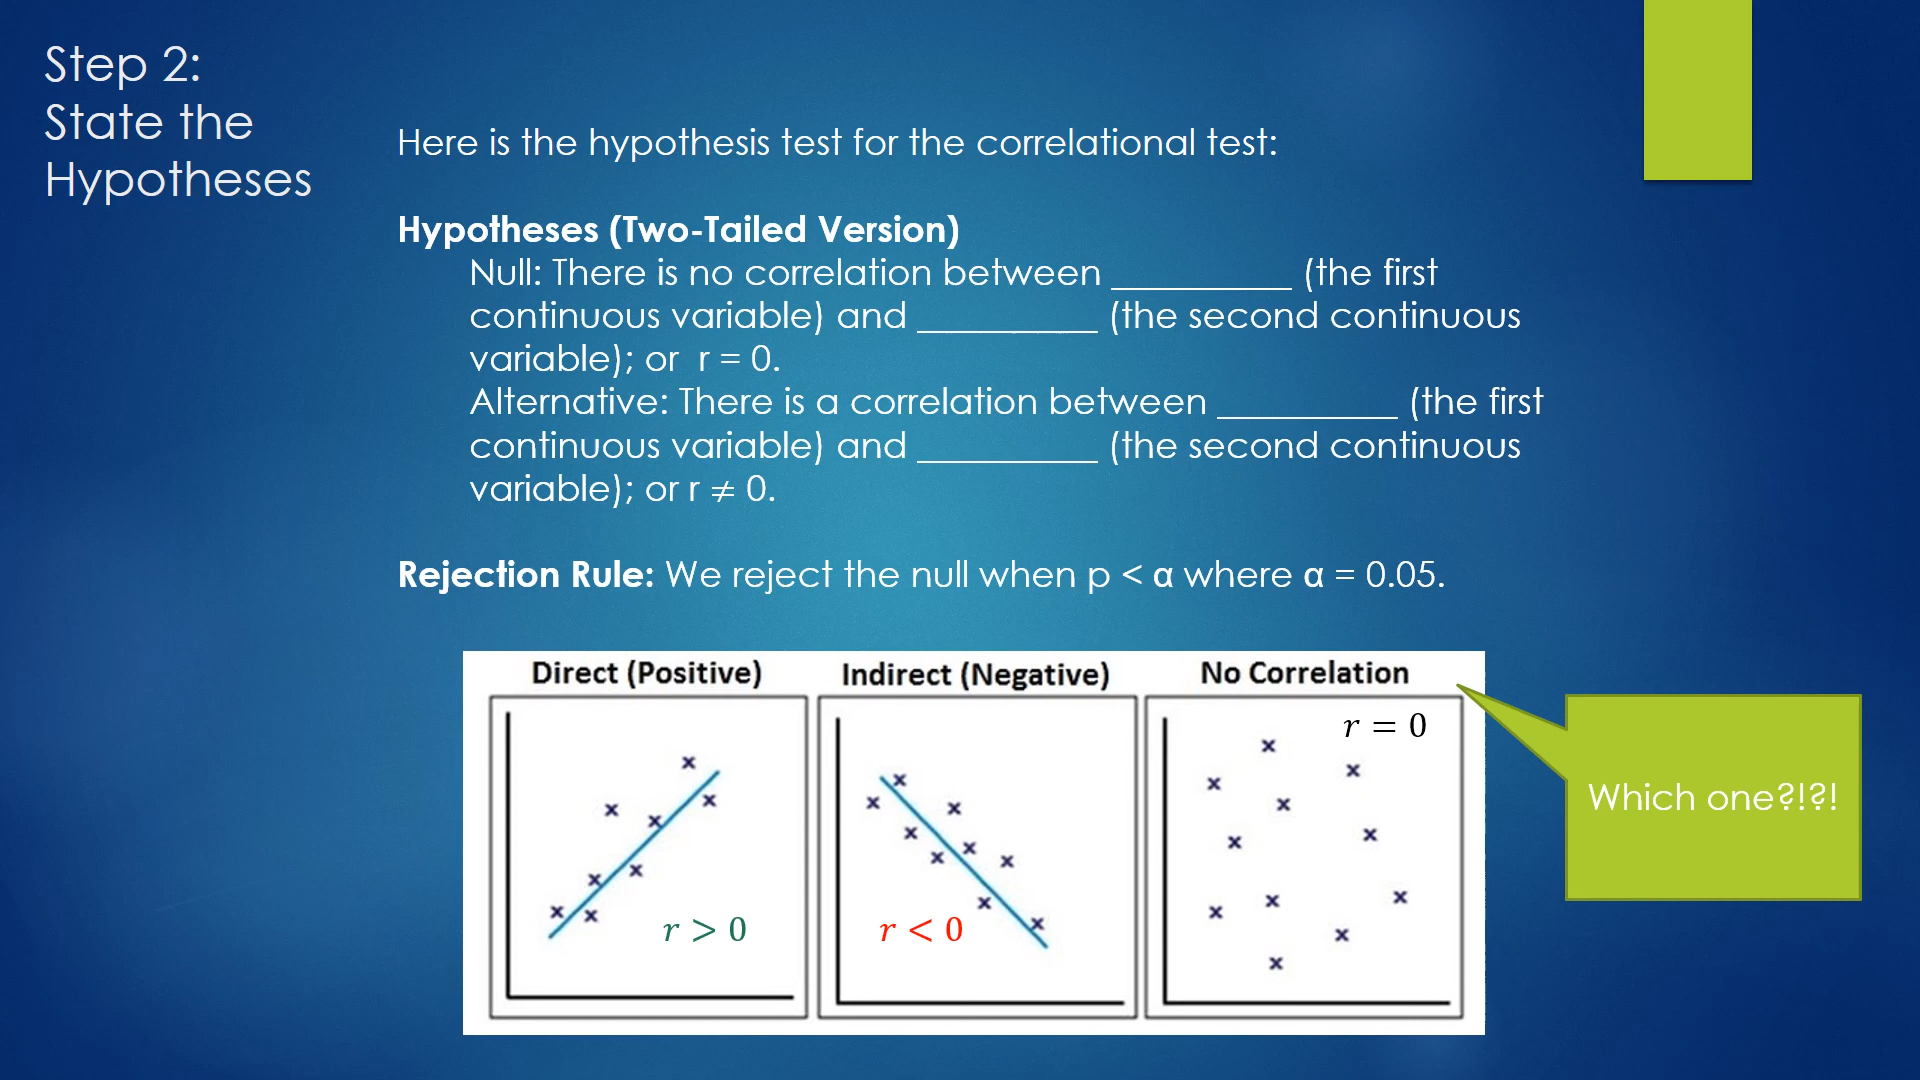 Step 2:
State the
Hypotheses
Here is the hypothesis test for the correlational test:
Hypotheses (Two-Tailed Version)
Null: There is no correlation between __________ (the first
continuous variable) and __________ (the second continuous
variable); or  r = 0.
Alternative: There is a correlation between __________ (the first
continuous variable) and __________ (the second continuous
variable); or r ≠ 0.
Rejection Rule: We reject the null when p < α where α = 0.05.
Direct (Positive)
r > 0
Indirect (Negative)
r < 0
No Correlation
r = 0
Which one?!?!